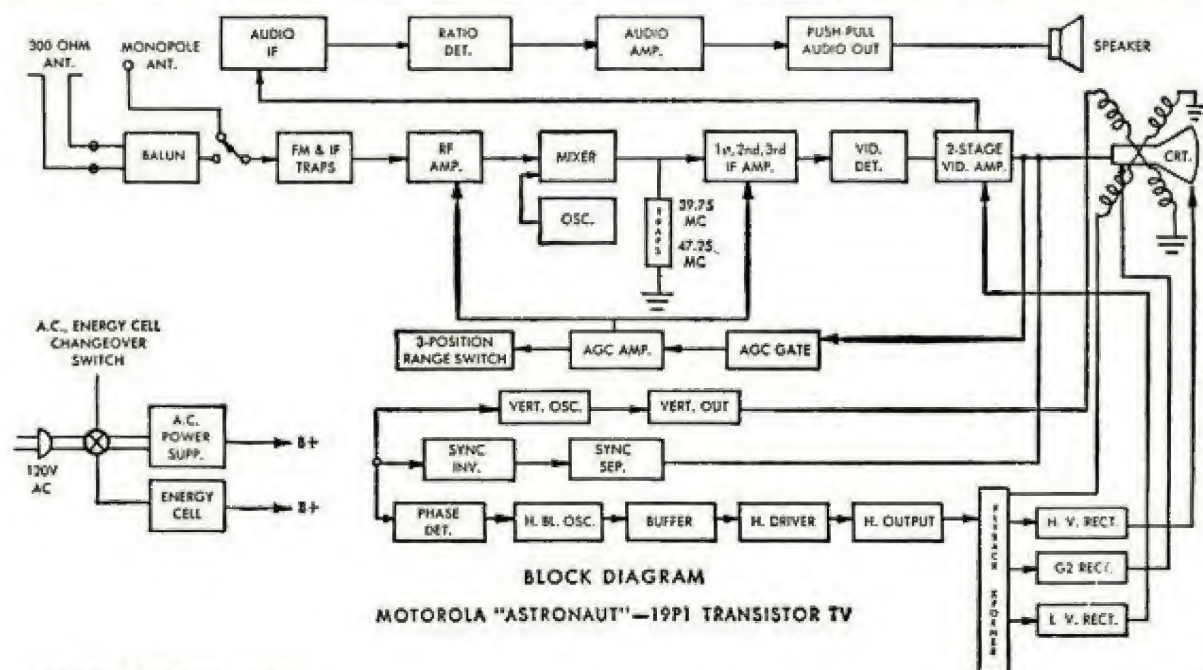 300 OHM
ANT.
MONOPOLE
ANT.
AUDIO
IF
RATIO
DET.
AUDIO
AMP.
PUSH-PULL
AUDIO OUT
SPEAKER
BALUN
FM & IF
TRAPS
RF
AMP.
MIXER
OSC.
TRAPS
39.75
MC
47.25
MC
1st, 2nd, 3rd
IF AMP.
VID.
DET.
2-STAGE
VID. AMP.
CRT.
3-POSITION
RANGE SWITCH
AGC AMP.
AGC GATE
A.C., ENERGY CELL
CHANGEOVER
SWITCH
120V
AC
A.C.
POWER
SUPP.
B+
ENERGY
CELL
B+
VERT. OSC.
VERT. OUT
SYNC
INV.
SYNC
SEP.
PHASE
DET.
H. BL. OSC.
BUFFER
H. DRIVER
H. OUTPUT
FLYBACK XFORMER
H. V. RECT.
G2 RECT.
L. V. RECT.
BLOCK DIAGRAM
MOTOROLA "ASTRONAUT"—19P1 TRANSISTOR TV